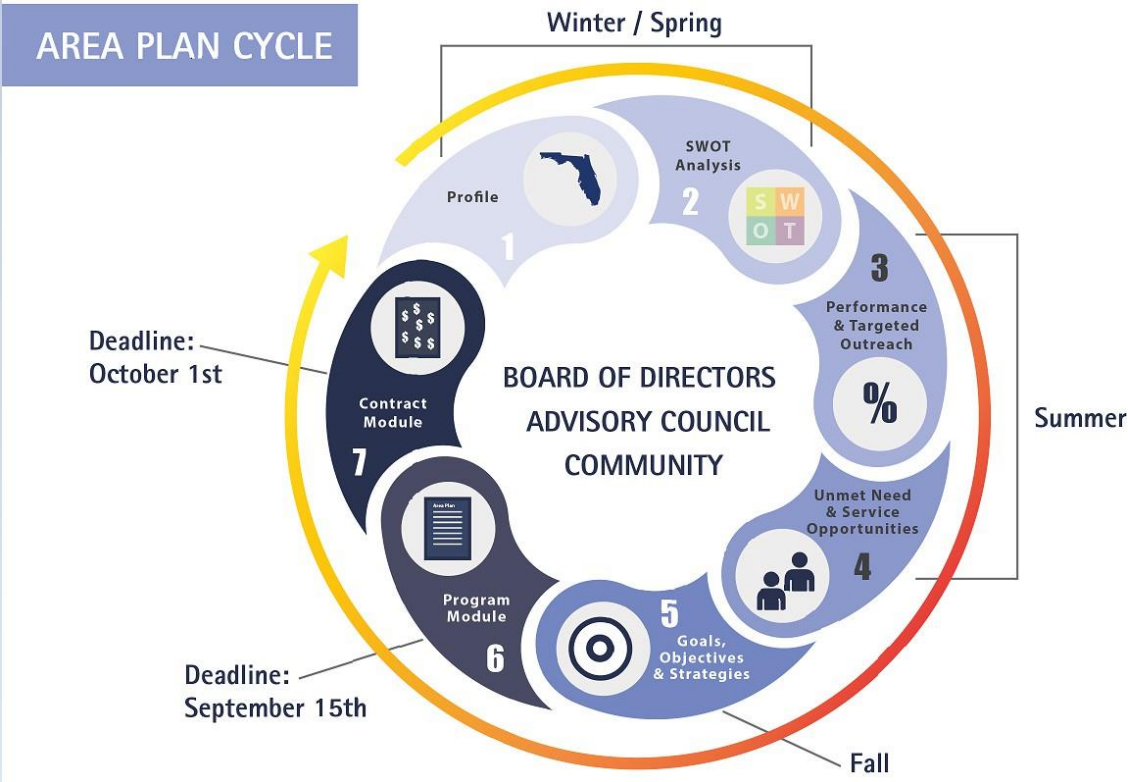 AREA PLAN CYCLE
Winter / Spring
Profile
1
SWOT
Analysis
2
S W
O T
3
Performance
& Targeted
Outreach
%
Summer
Unmet Need
& Service
Opportunities
4
5
Goals,
Objectives
& Strategies
Fall
Area Plan
Program
Module
6
Deadline:
September 15th
$ $ $
$
$ $ $
Contract
Module
7
Deadline:
October 1st
BOARD OF DIRECTORS
ADVISORY COUNCIL
COMMUNITY